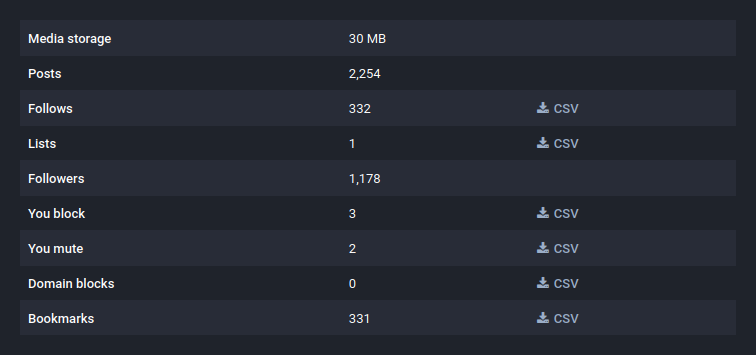 Media storage 30 MB
Posts 2,254
Follows 332 CSV
Lists 1 CSV
Followers 1,178
You block 3 CSV
You mute 2 CSV
Domain blocks 0 CSV
Bookmarks 331 CSV